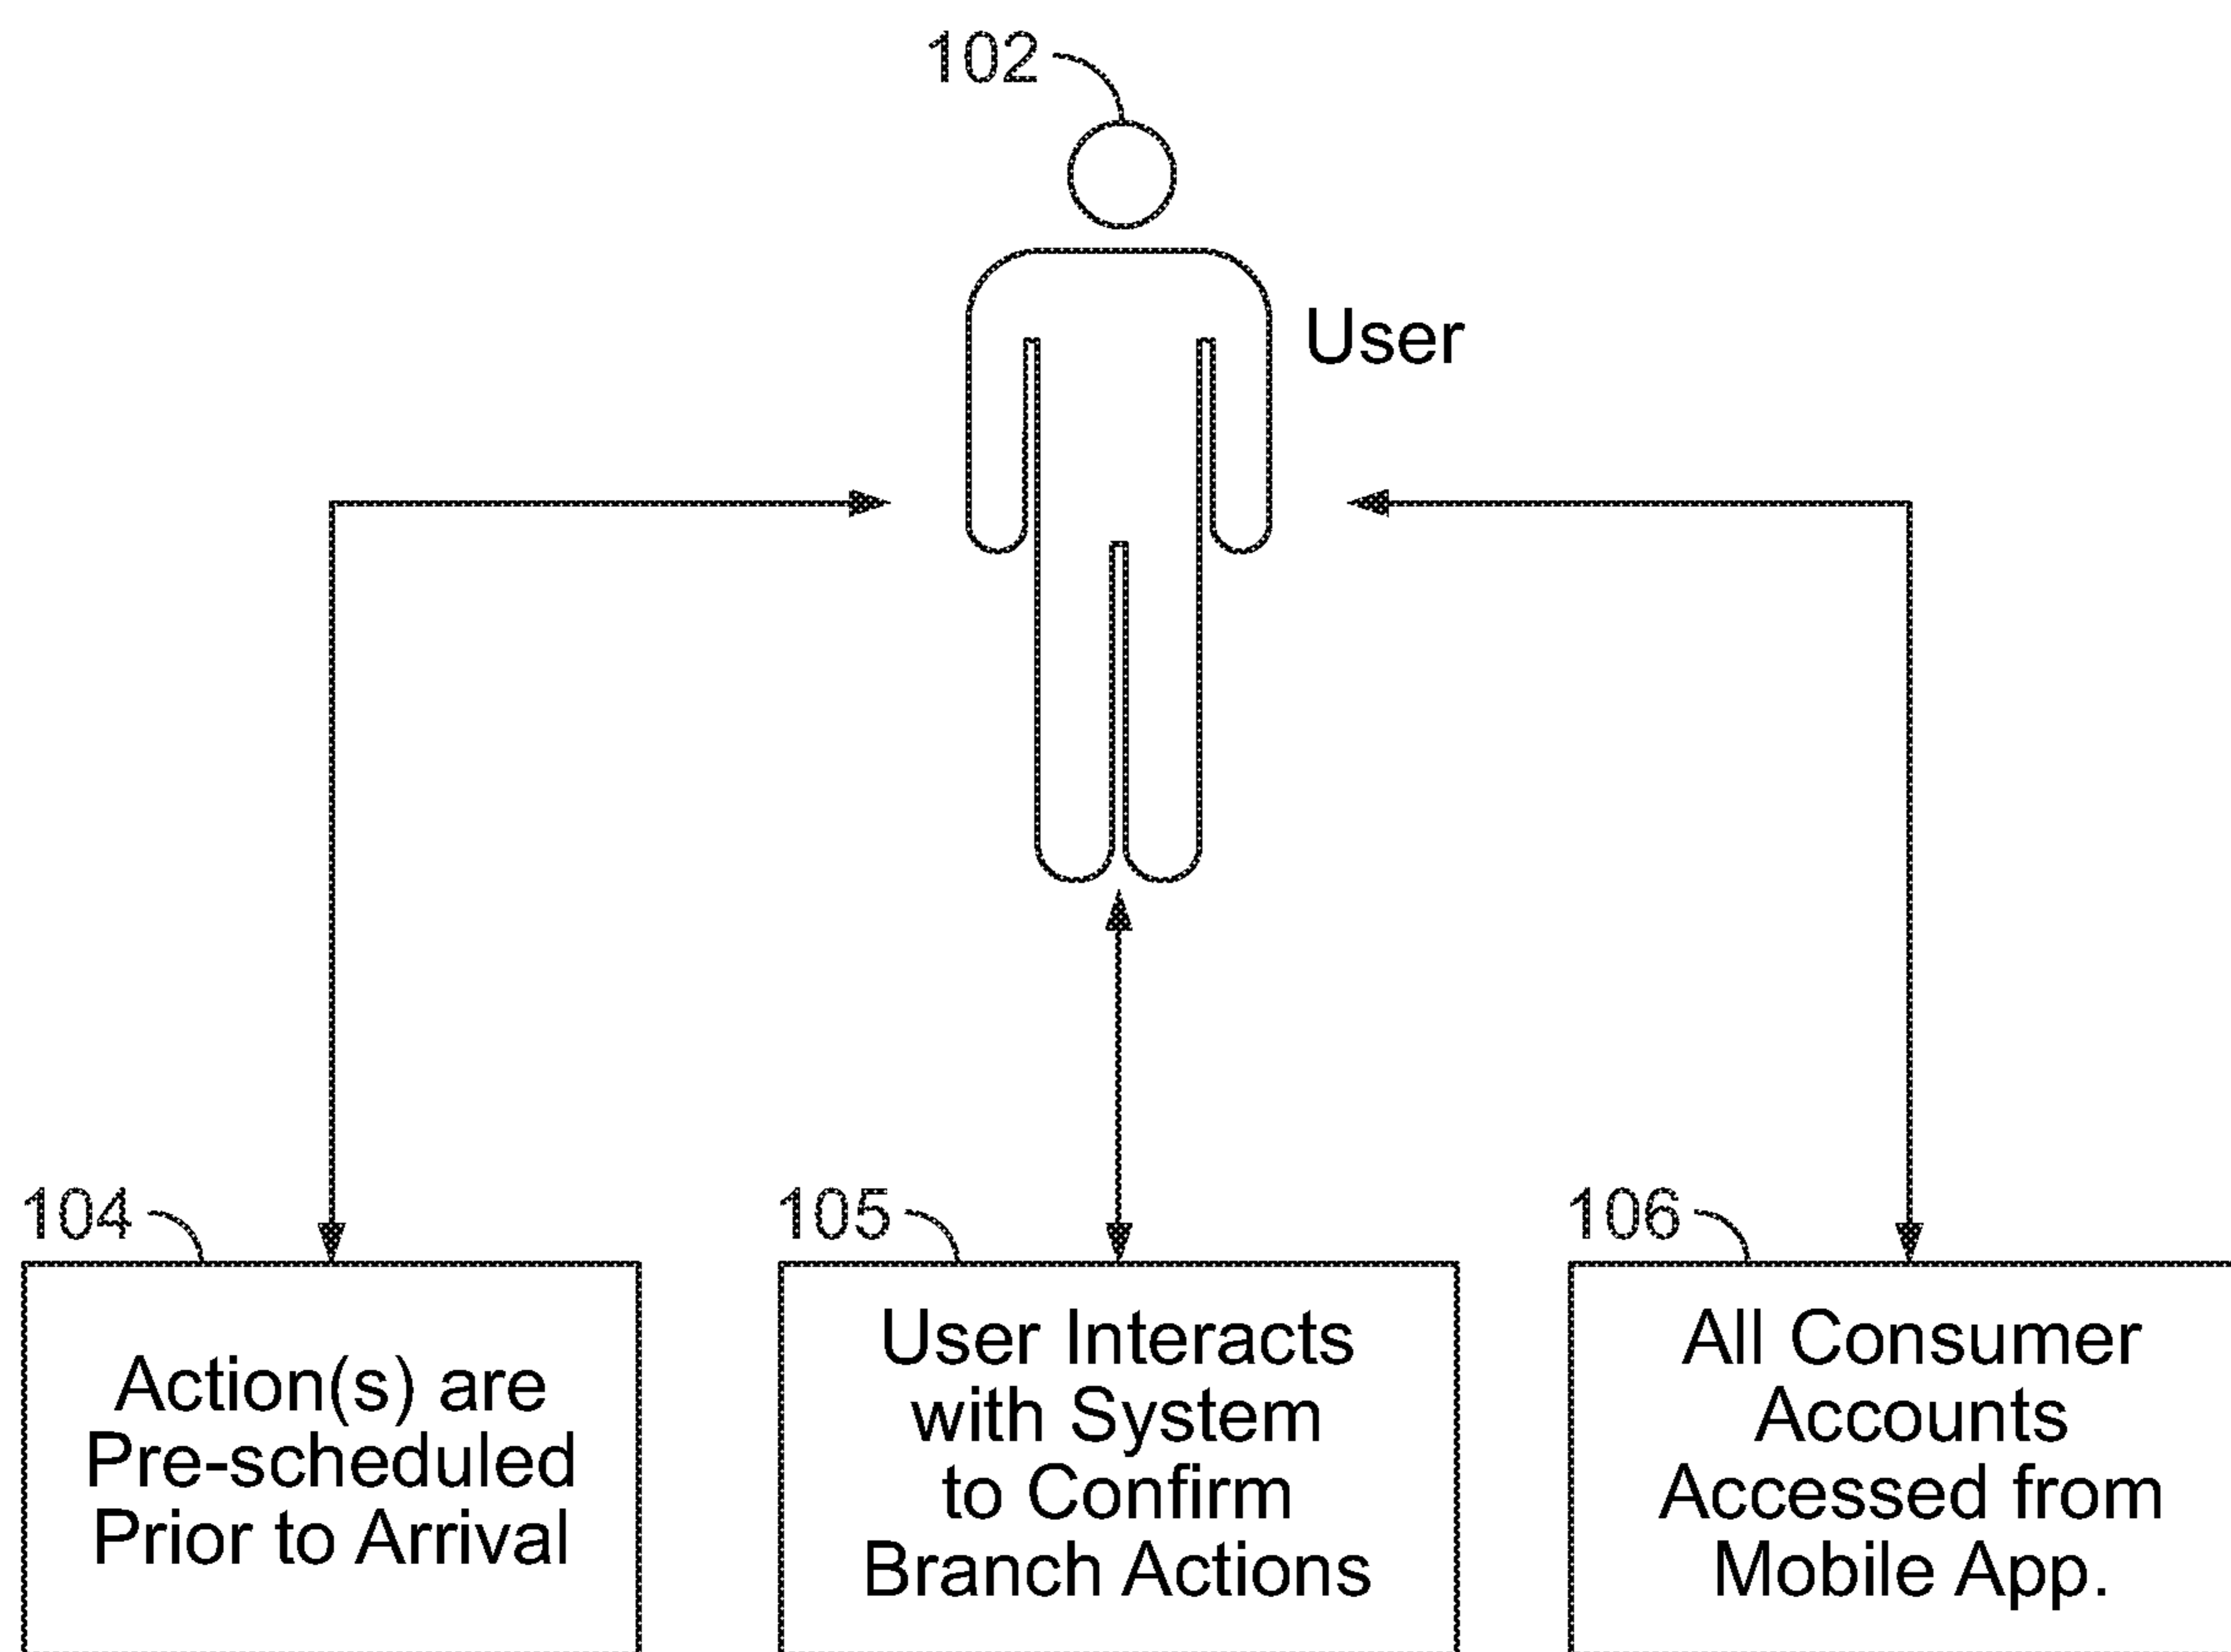 102
User
104
Action(s) are
Pre-scheduled
Prior to Arrival
105
User Interacts
with System
to Confirm
Branch Actions
106
All Consumer
Accounts
Accessed from
Mobile App.